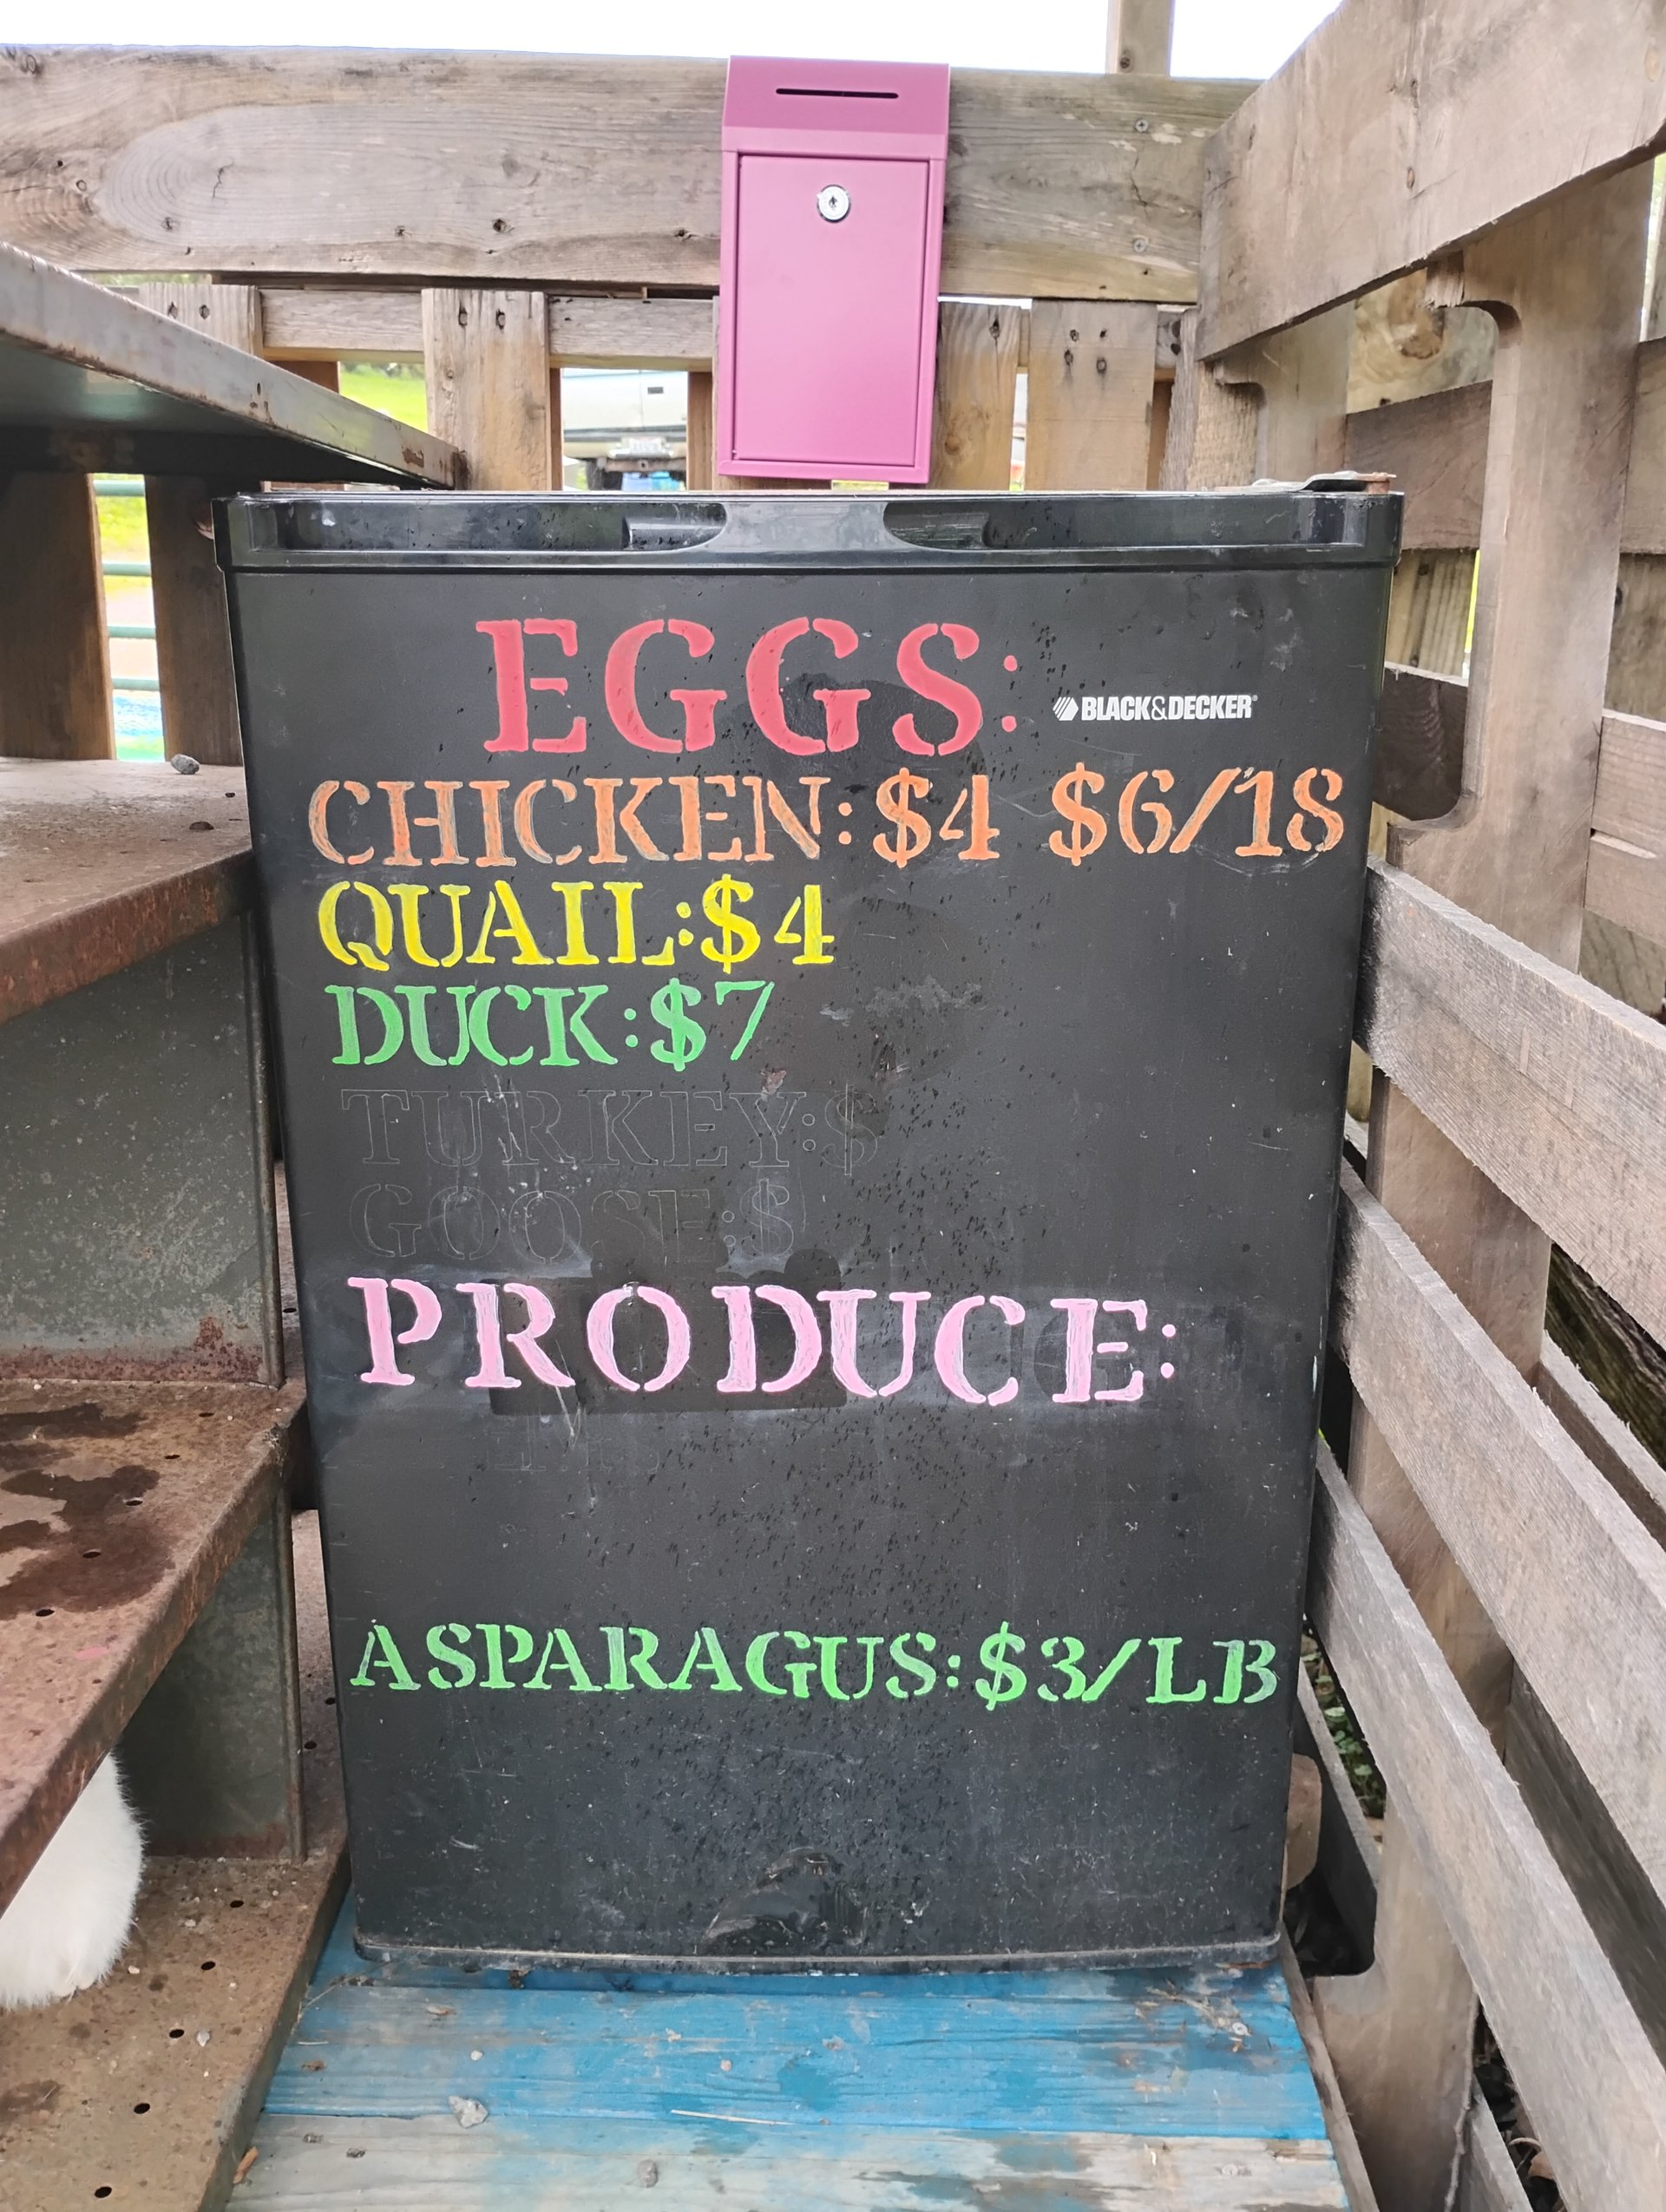 EGGS:
BLACK&DECKER
CHICKEN:$4 $6/18
QUAIL:$4
DUCK:$7
TURKEY:$
GOOSE:$
PRODUCE:
ASPARAGUS:$3/LB